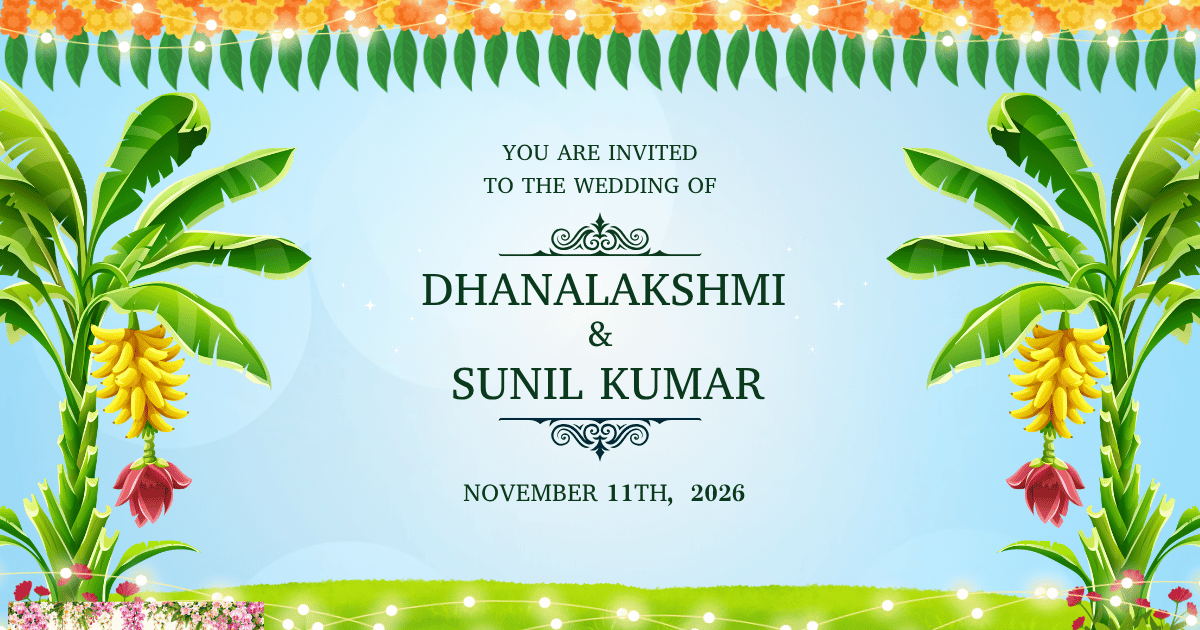 YOU ARE INVITED
TO THE WEDDING OF
DHANALAKSHMI
&
SUNIL KUMAR
NOVEMBER 11TH, 2026